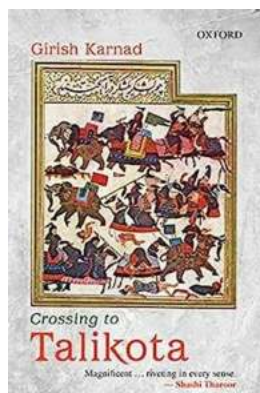 OXFORD
Girish Karnad
Crossing to
Talikota
Magnificent ... riveting in every sense.
— Shashi Tharoor